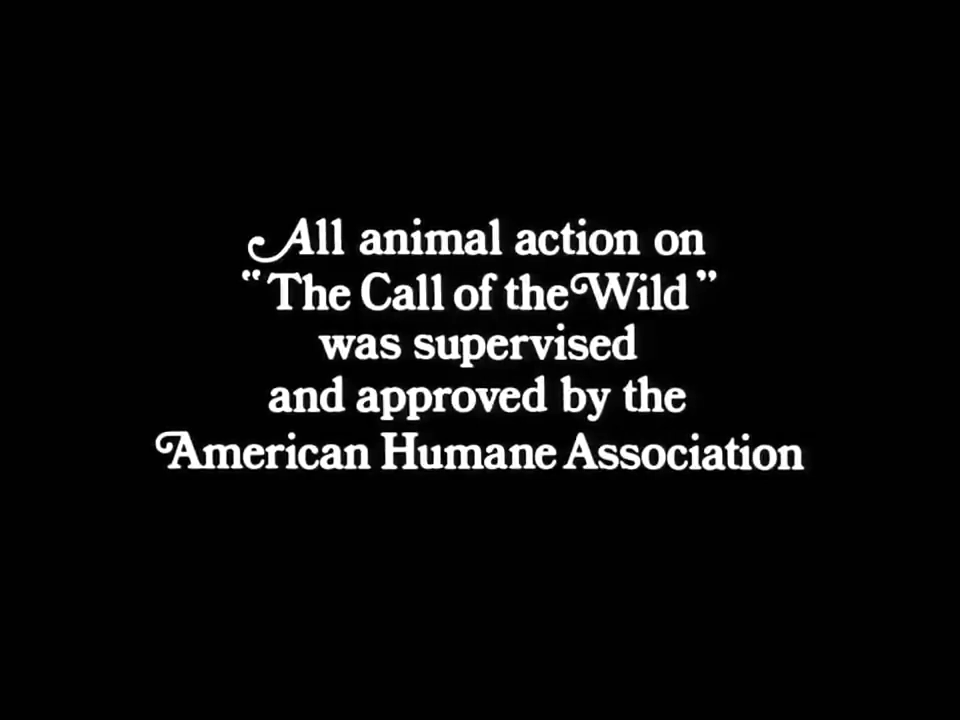 All animal action on
“The Call of the Wild”
was supervised
and approved by the
American Humane Association